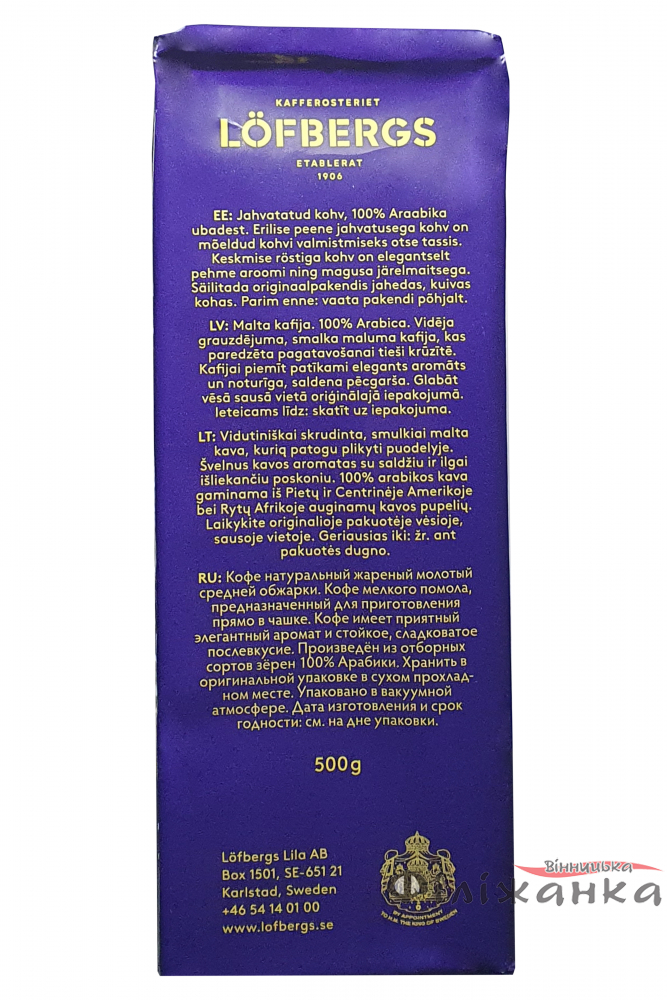 KAFFEROSTERIET
LÖFBERGS
ETABLERAT
1906
EE: Jahvatatud kohv, 100% Araabika
ubadest. Erilise peene jahvatusega kohv on
mõeldud kohvi valmistmiseks otse tassis.
Keskmise röstiga kohv on elegantselt
pehme aroomi ning magusa järelmaitsega.
Säilitada originaalpakendis jahedas, kuivas
kohas. Parim enne: vaata pakendi põhjalt.
LV: Malta kafija. 100% Arabica. Vidēja
grauzdējuma, smalka maluma kafija, kas
paredzēta pagatavošanai tieši krūzītē.
Kafijai piemīt patīkami elegants aromāts
un noturīga, saldena pēcgarša. Glabāt
vēsā sausā vietā oriģinālajā iepakojumā.
Ieteicams līdz: skatīt uz iepakojuma.
LT: Vidutiniškai skrudinta, smulkiai malta
kava, kurią patogu plikyti puodelyje.
Švelnus kavos aromatas su saldžiu ir ilgai
išliekančiu poskoniu. 100% arabikos kava
gaminama iš Pietų ir Centrinėje Amerikoje
bei Rytų Afrikoje auginamų kavos pupelių.
Laikykite originalioje pakuotėje vėsioje,
sausoje vietoje. Geriausias iki: žr. ant
pakuotės dugno.
RU: Кофе натуральный жареный молотый
средней обжарки. Кофе мелкого помола,
предназначенный для приготовления
прямо в чашке. Кофе имеет приятный
элегантный аромат и стойкое, сладковатое
послевкусие. Произведён из отборных
сортов зёрен 100% Арабики. Хранить в
оригинальной упаковке в сухом прохлад-
ном месте. Упаковано в вакуумной
атмосфере. Дата изготовления и срок
годности: см. на дне упаковки.
500g
Löfbergs Lila AB
Box 1501, SE-651 21
Karlstad, Sweden
+46 54 14 01 00
www.lofbergs.se
BY APPOINTMENT
TO H.M. THE KING OF SWEDEN
Вінницька
Філіжанка